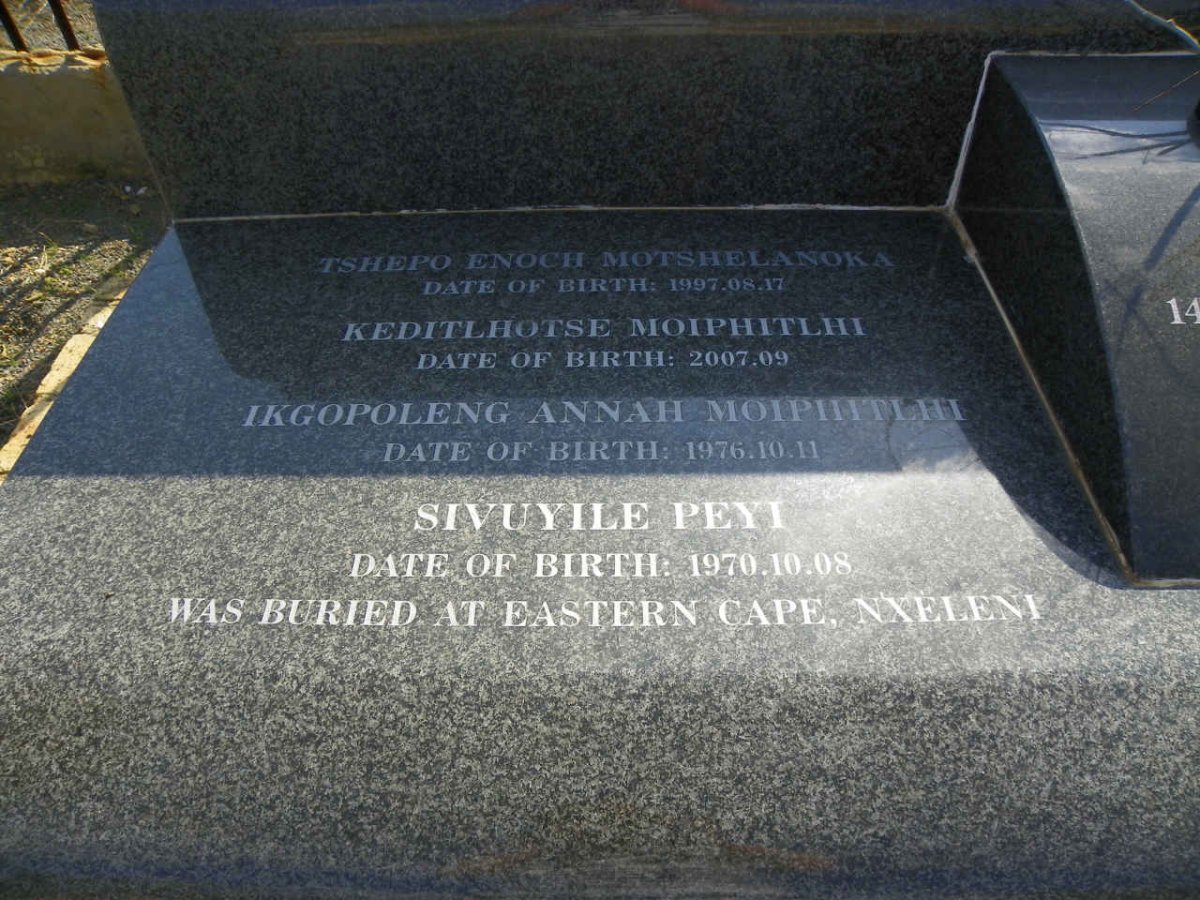 TSHEPO ENOCH MOTSHELANOKA
DATE OF BIRTH: 1997.08.17
KEDITLHOTSE MOIPHITLHI
DATE OF BIRTH: 2007.09
IKGOPOLENG ANNAH MOIPHITLHI
DATE OF BIRTH: 1976.10.11
SIVUYILE PEYI
DATE OF BIRTH: 1970.10.08
WAS BURIED AT EASTERN CAPE, NXELENI
14